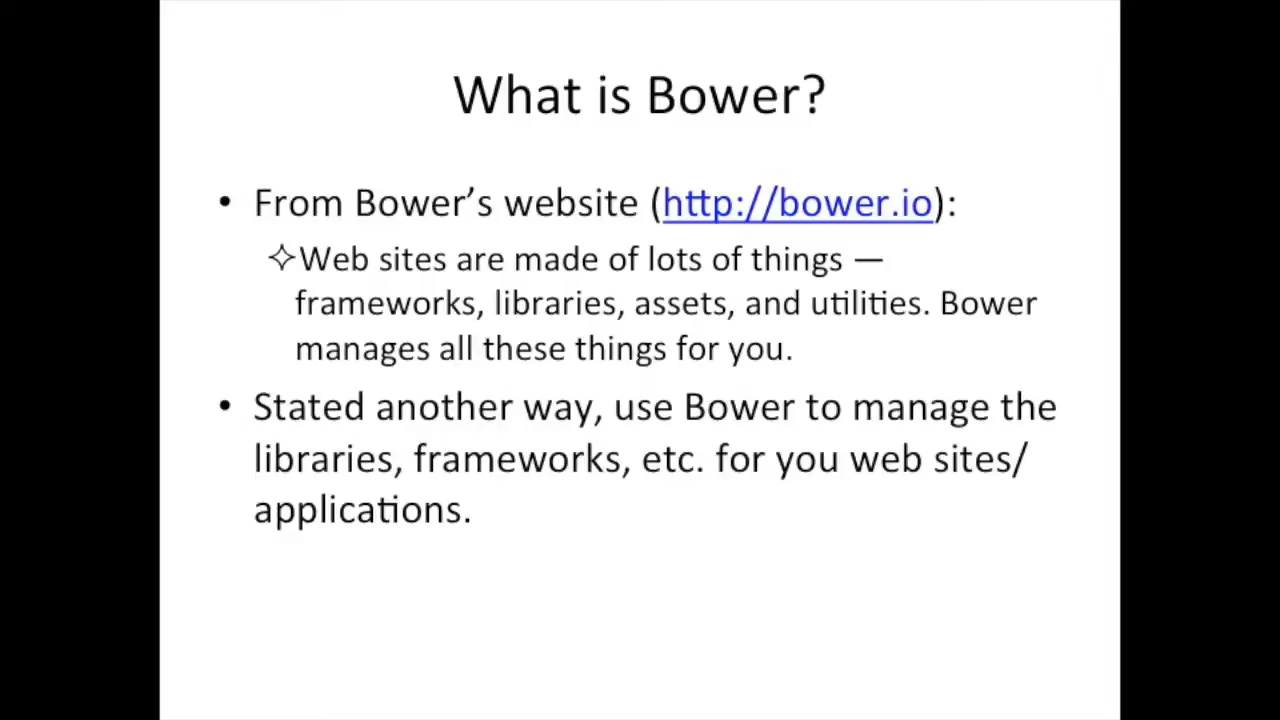 What is Bower?
• From Bower’s website (http://bower.io):
✧Web sites are made of lots of things —
frameworks, libraries, assets, and utilities. Bower
manages all these things for you.
• Stated another way, use Bower to manage the
libraries, frameworks, etc. for you web sites/
applications.